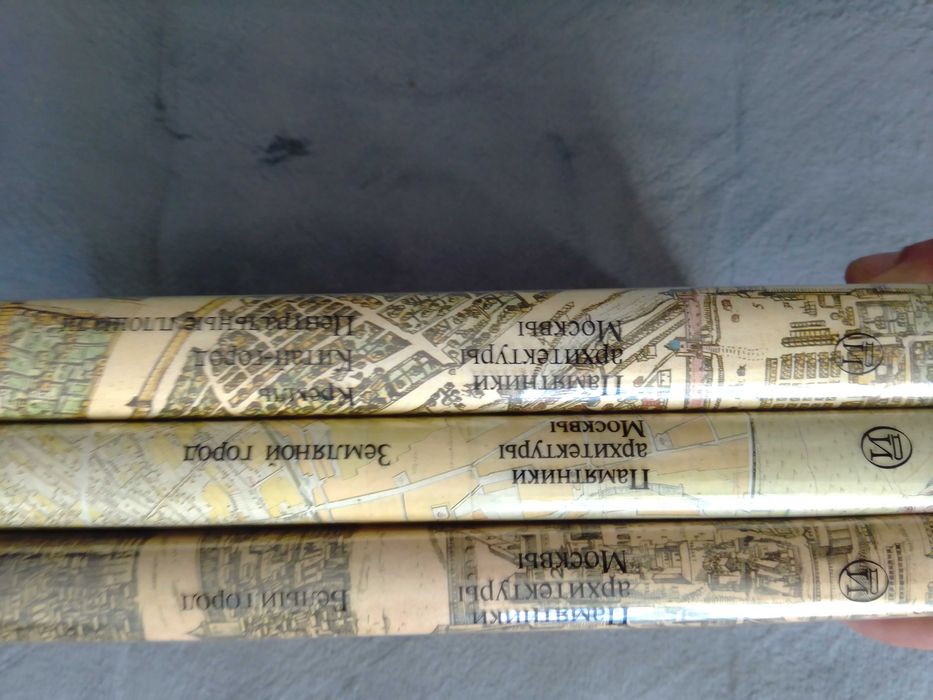 Памятники
архитектуры
Москвы
Кремль
Китай-город
Центральные площади
Памятники
архитектуры
Москвы
Земляной город
Памятники
архитектуры
Москвы
Белый город